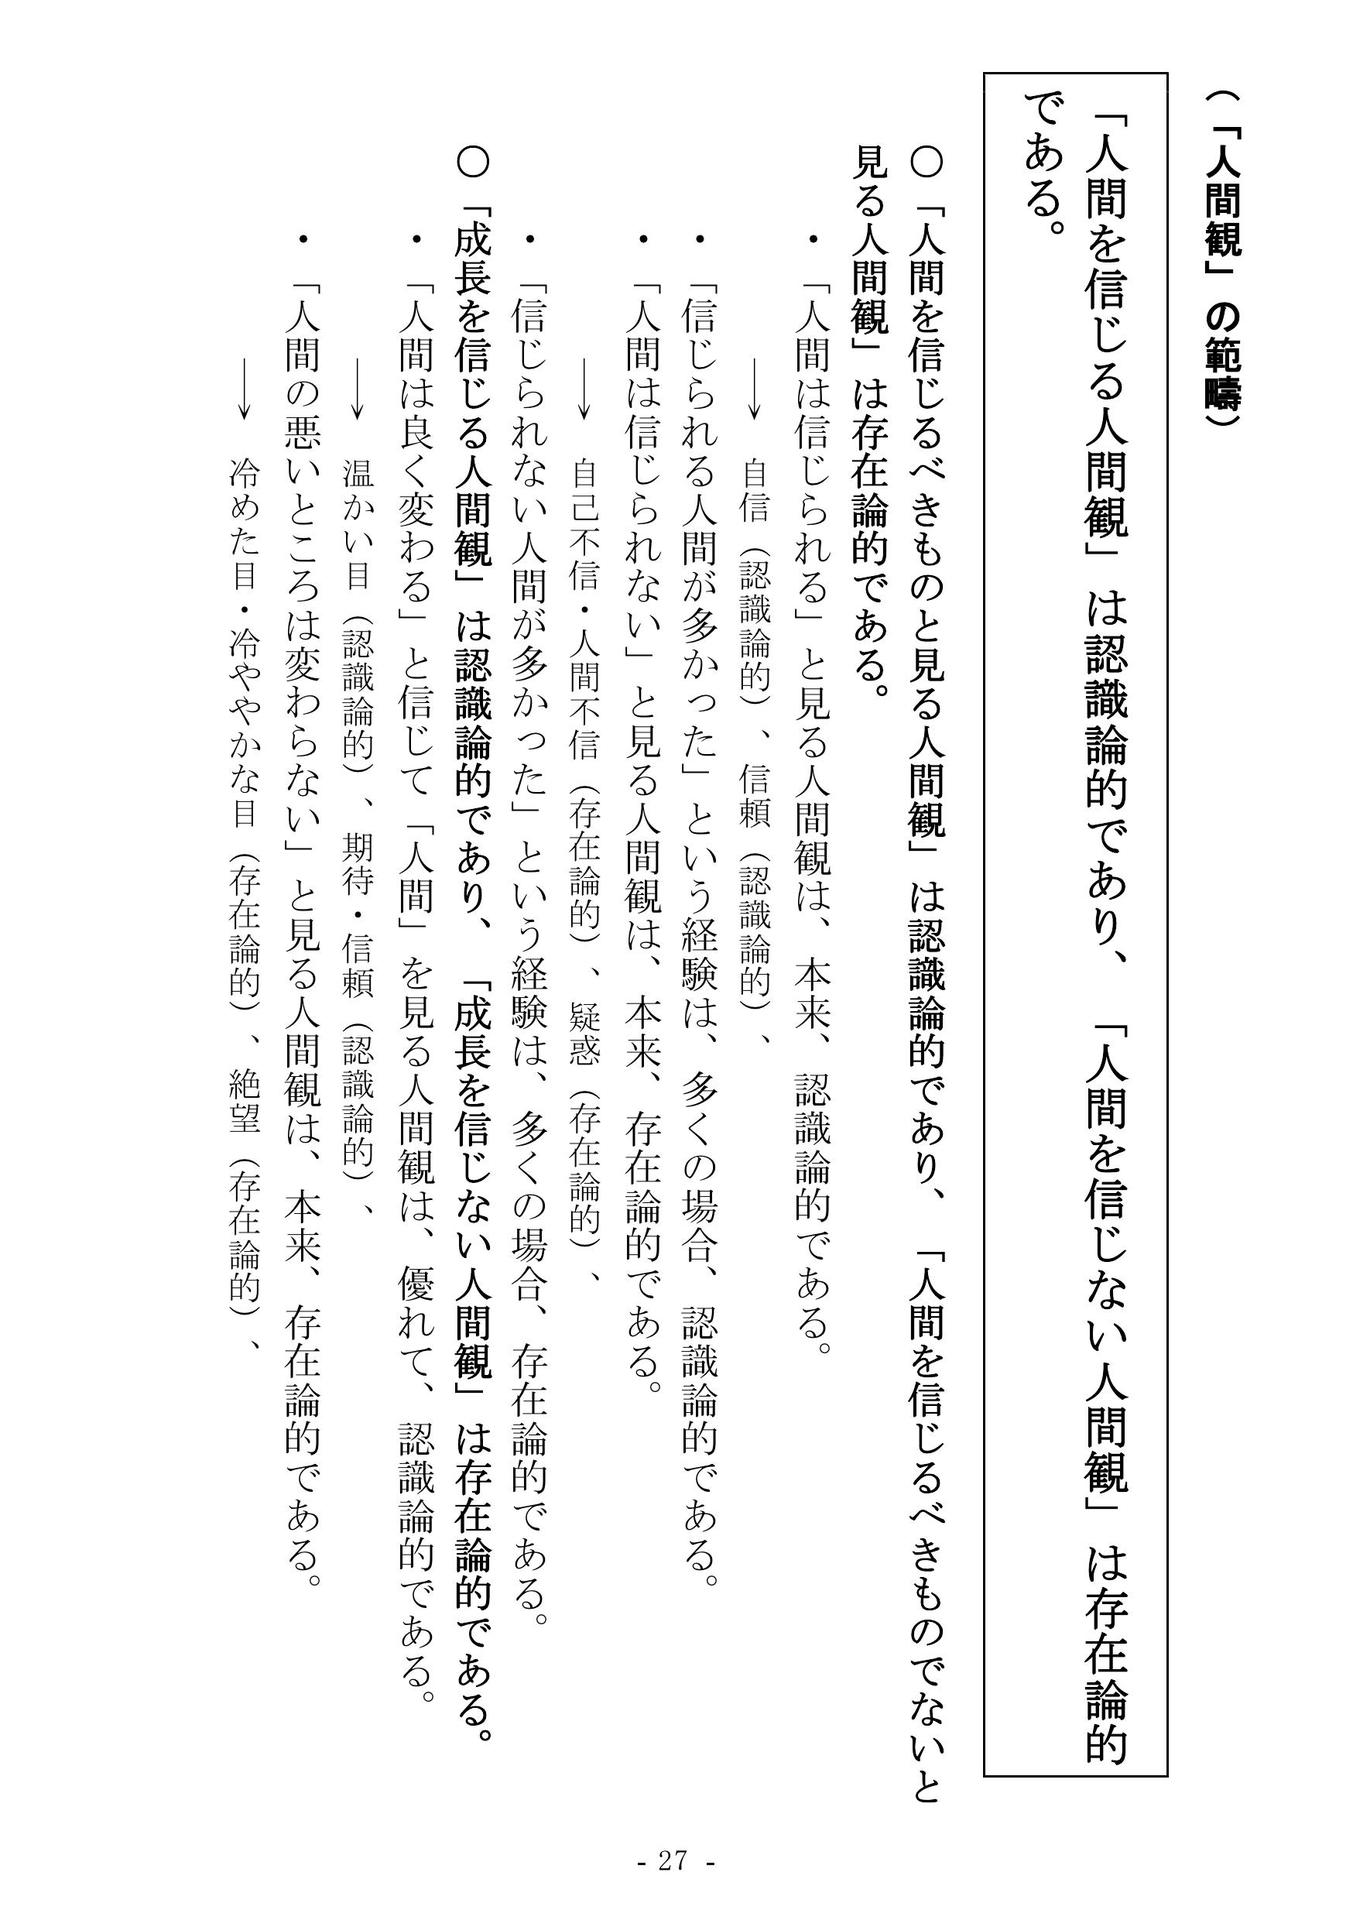 （「人間観」の範疇）
「人間を信じる人間観」は認識論的であり、「人間を信じない人間観」は存在論的
である。
〇「人間を信じるべきものと見る人間観」は認識論的であり、「人間を信じるべきものでないと
見る人間観」は存在論的である。
・「人間は信じられる」と見る人間観は、本来、認識論的である。
→　自信（認識論的）、信頼（認識論的）、
・「信じられる人間が多かった」という経験は、多くの場合、認識論的である。
・「人間は信じられない」と見る人間観は、本来、存在論的である。
→　自己不信・人間不信（存在論的）、疑惑（存在論的）、
・「信じられない人間が多かった」という経験は、多くの場合、存在論的である。
〇「成長を信じる人間観」は認識論的であり、「成長を信じない人間観」は存在論的である。
・「人間は良く変わる」と信じて「人間」を見る人間観は、優れて、認識論的である。
→　温かい目（認識論的）、期待・信頼（認識論的）、
・「人間の悪いところは変わらない」と見る人間観は、本来、存在論的である。
→　冷めた目・冷ややかな目（存在論的）、絶望（存在論的）、
- 27 -